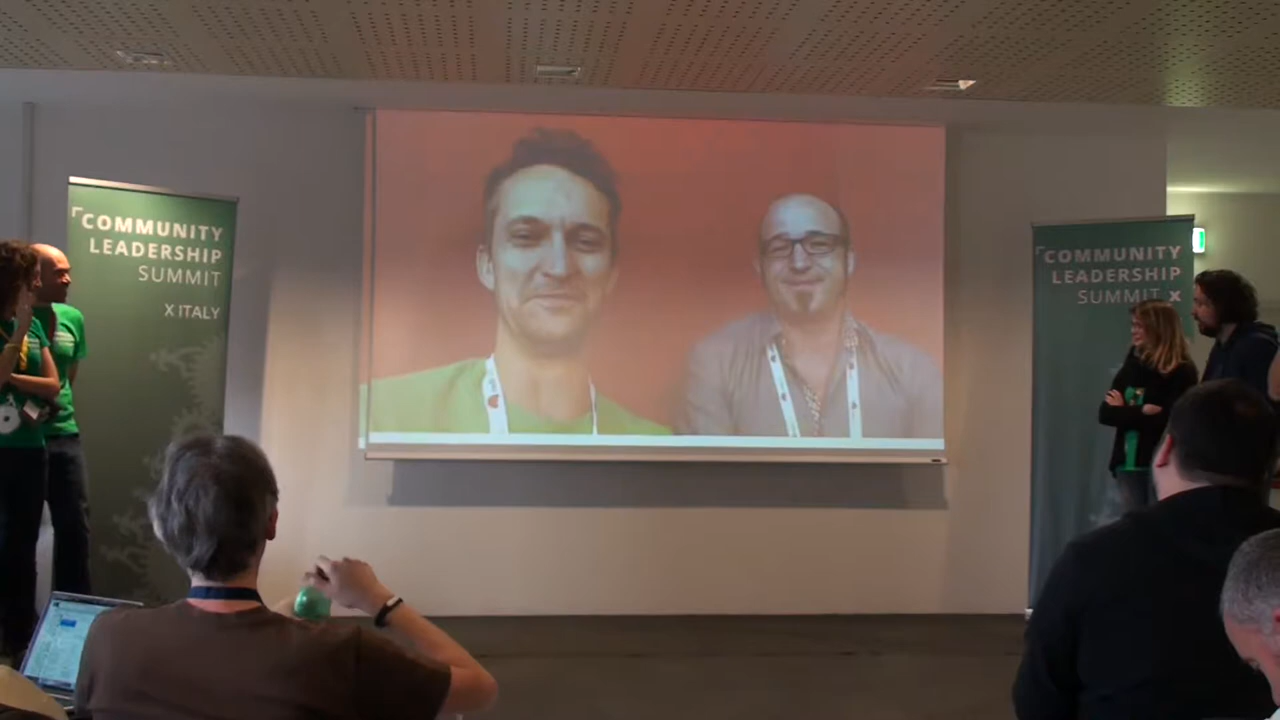 COMMUNITY
LEADERSHIP
SUMMIT
X ITALY
COMMUNITY
LEADERSHIP
SUMMIT X